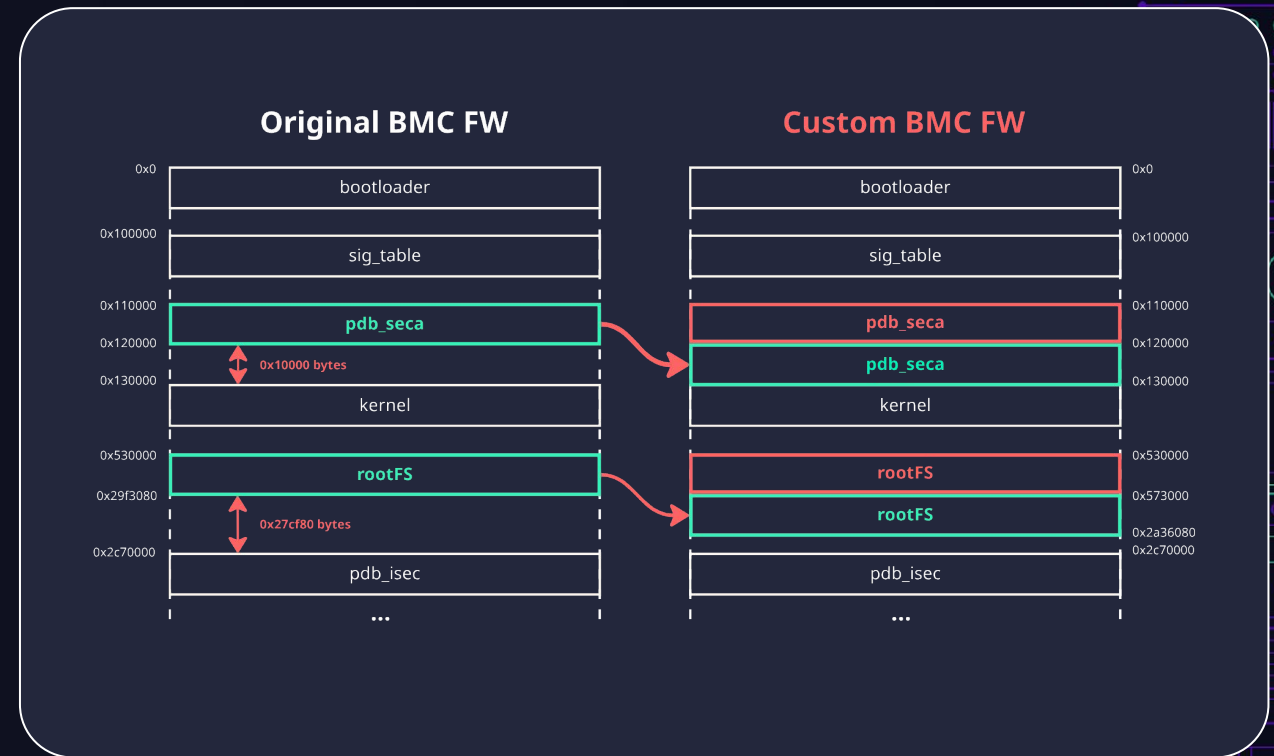 Original BMC FW
0x0
bootloader
0x100000
sig_table
0x110000
pdb_seca
0x120000
0x10000 bytes
0x130000
kernel
0x530000
rootFS
0x29f3080
0x27cf80 bytes
0x2c70000
pdb_isec
...
Custom BMC FW
0x0
bootloader
0x100000
sig_table
0x110000
pdb_seca
0x120000
pdb_seca
0x130000
kernel
0x530000
rootFS
0x573000
rootFS
0x2a36080
0x2c70000
pdb_isec
...